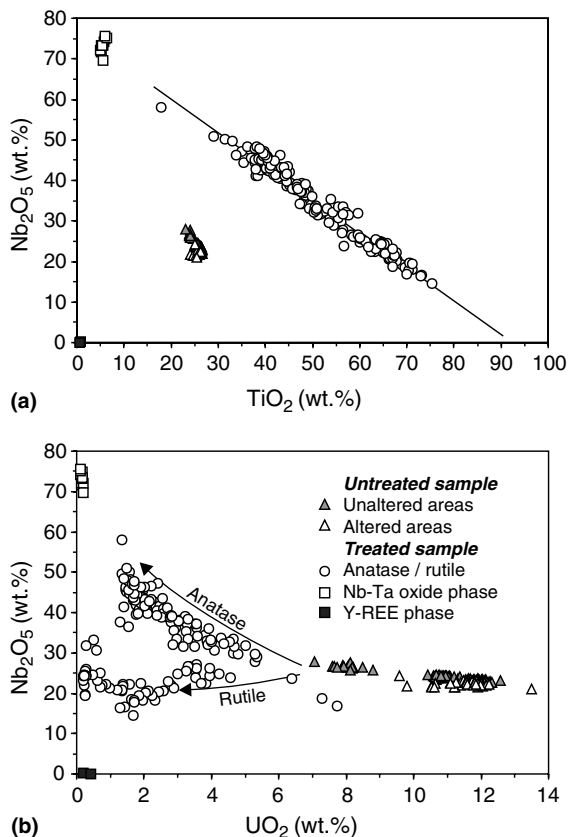 80
70
60
50
40
30
20
10
0
Nb2O5 (wt.%)
0 10 20 30 40 50 60 70 80 90 100
TiO2 (wt.%)
(a)
80
70
60
50
40
30
20
10
0
Nb2O5 (wt.%)
Untreated sample
Unaltered areas
Altered areas
Treated sample
Anatase / rutile
Nb-Ta oxide phase
Y-REE phase
Anatase
Rutile
0 2 4 6 8 10 12 14
UO2 (wt.%)
(b)